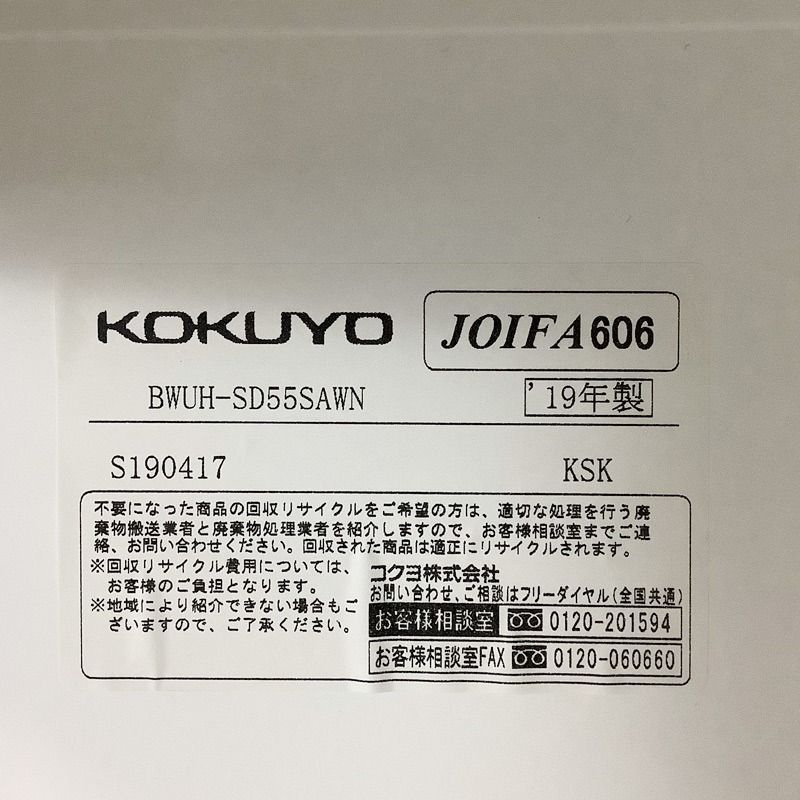 KOKUYO JOIFA606
BWUH-SD55SAWN '19年製
S190417 KSK
不要になった商品の回収リサイクルをご希望の方は、適切な処理を行う廃
棄物搬送業者と廃棄物処理業者を紹介しますので、お客様相談室までご連
絡、お問い合わせください。回収された商品は適正にリサイクルされます。
※回収リサイクル費用については、
お客様のご負担となります。
※地域により紹介できない場合もご
ざいますので、ご了承ください。
コクヨ株式会社
お問い合わせ、ご相談はフリーダイヤル(全国共通)
お客様相談室 0120-201594
お客様相談室FAX 0120-060660